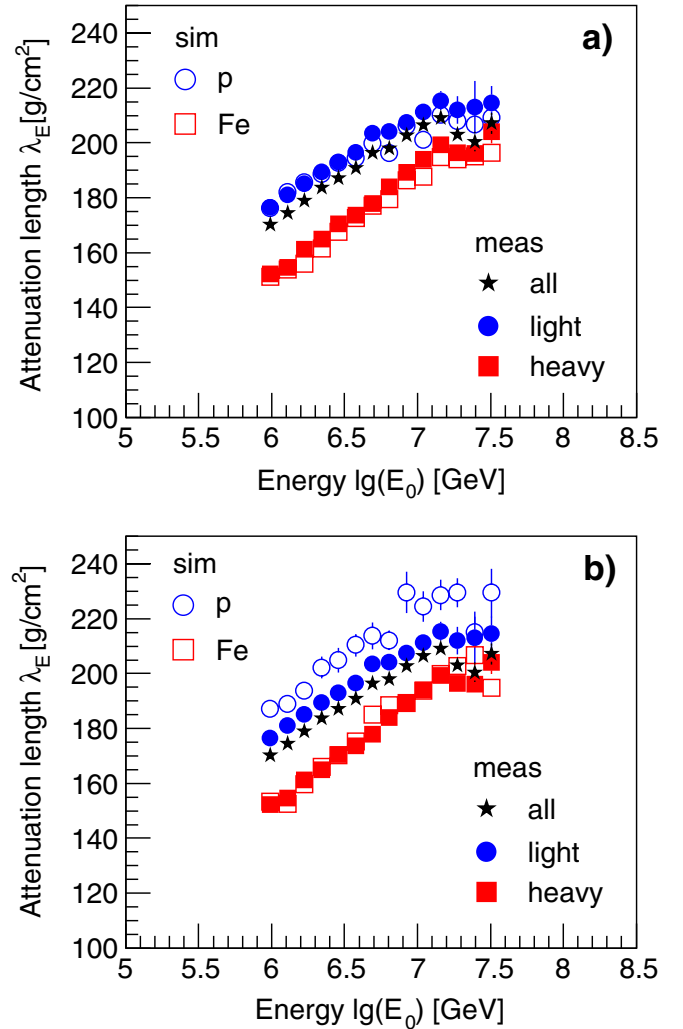 a)
sim
p
Fe
meas
all
light
heavy
Attenuation length λ_E [g/cm²]
240
220
200
180
160
140
120
100
5 5.5 6 6.5 7 7.5 8 8.5
Energy lg(E₀) [GeV]
b)
sim
p
Fe
meas
all
light
heavy
Attenuation length λ_E [g/cm²]
240
220
200
180
160
140
120
100
5 5.5 6 6.5 7 7.5 8 8.5
Energy lg(E₀) [GeV]